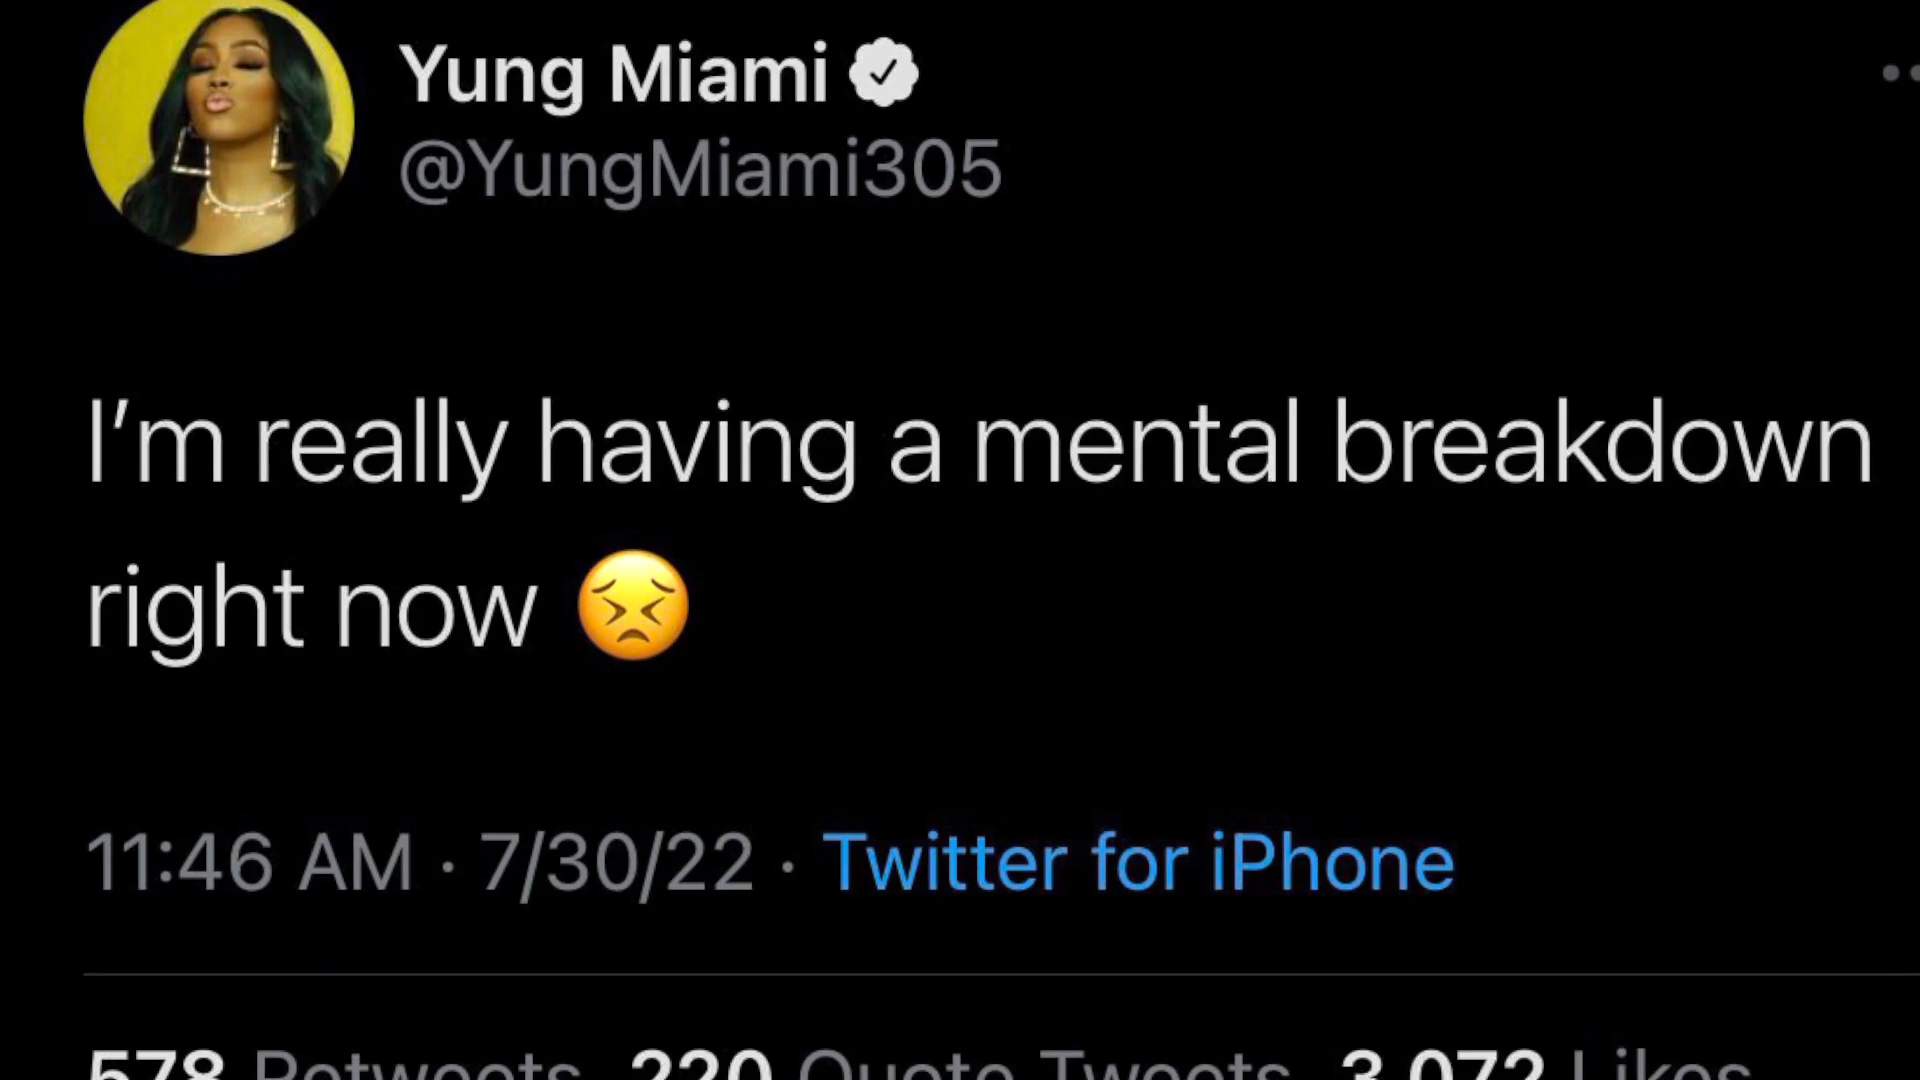 Yung Miami
@YungMiami305
I'm really having a mental breakdown
right now 😣
11:46 AM · 7/30/22 · Twitter for iPhone
578 Retweets 220 Quote Tweets 3,072 Likes